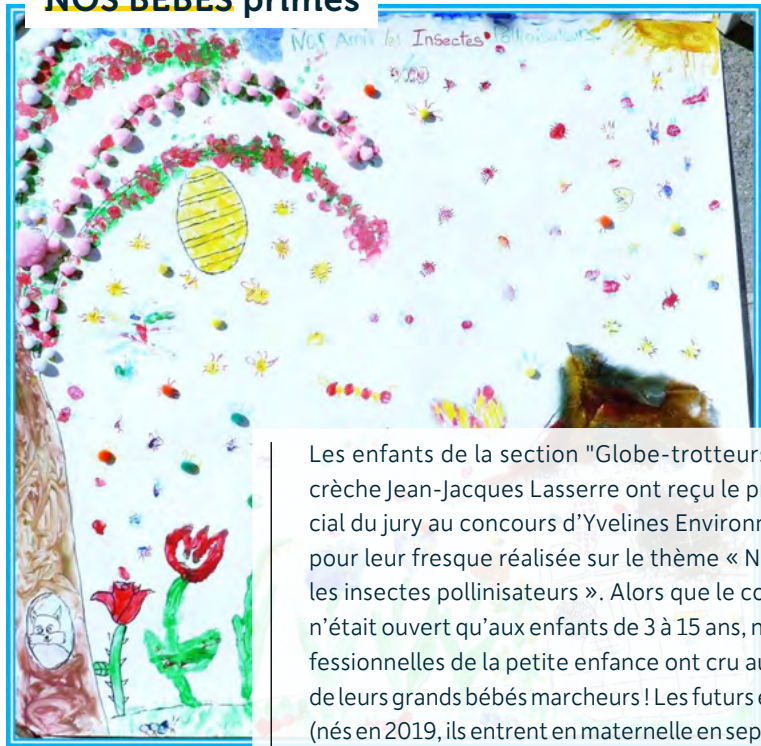 NOS BÉBÉS primés
Nos Amis les Insectes Pollinisateurs
Les enfants de la section "Globe-trotteurs
crèche Jean-Jacques Lasserre ont reçu le p
cial du jury au concours d’Yvelines Environ
pour leur fresque réalisée sur le thème « N
les insectes pollinisateurs ». Alors que le co
n’était ouvert qu’aux enfants de 3 à 15 ans, n
fessionnelles de la petite enfance ont cru au
de leurs grands bébés marcheurs ! Les futurs é
(nés en 2019, ils entrent en maternelle en sep